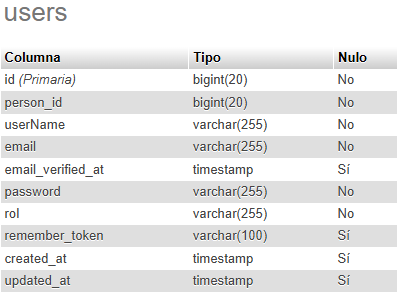 users
Columna Tipo Nulo
id (Primaria) bigint(20) No
person_id bigint(20) No
userName varchar(255) No
email varchar(255) No
email_verified_at timestamp Sí
password varchar(255) No
rol varchar(255) No
remember_token varchar(100) Sí
created_at timestamp Sí
updated_at timestamp Sí